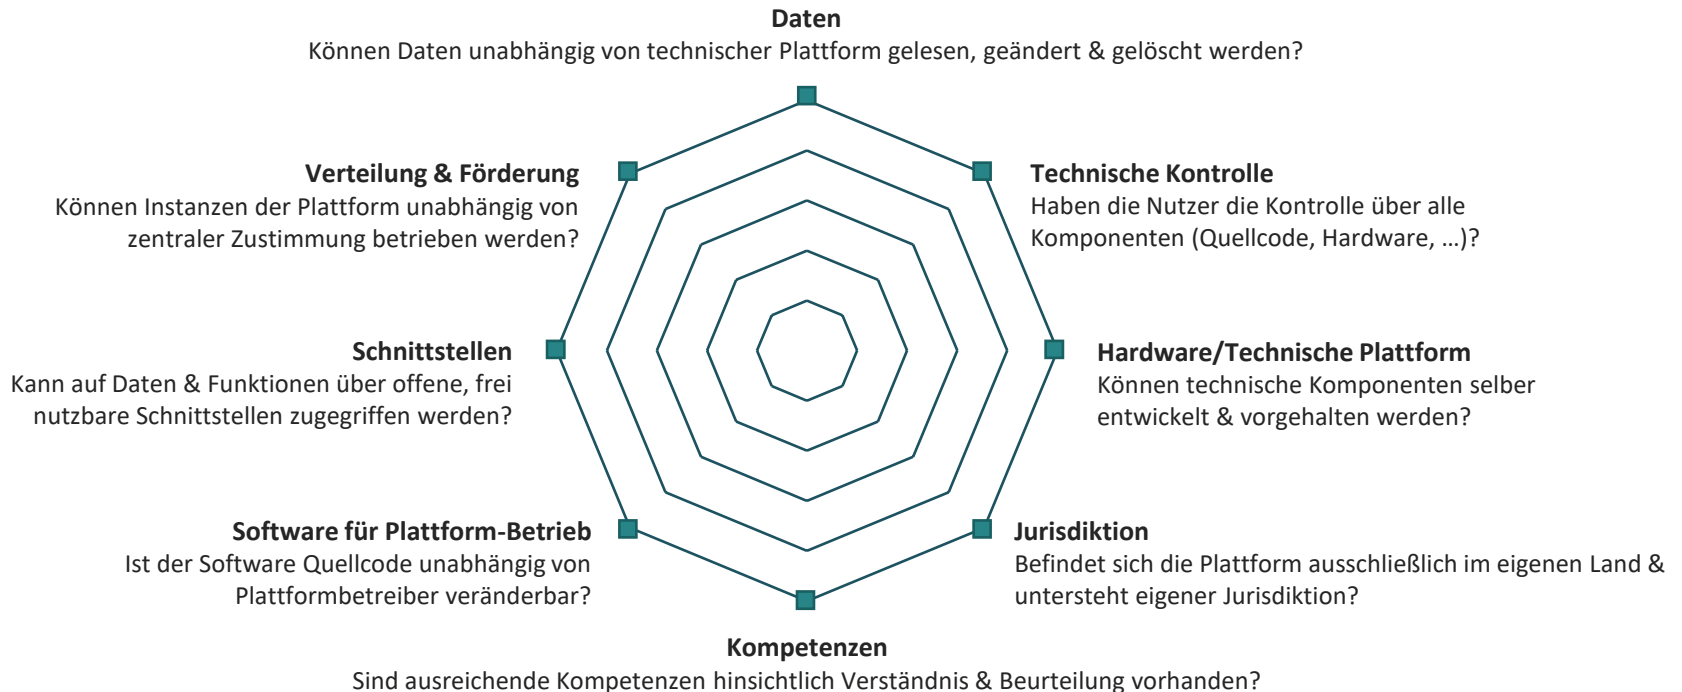 Daten
Können Daten unabhängig von technischer Plattform gelesen, geändert & gelöscht werden?
Verteilung & Förderung
Können Instanzen der Plattform unabhängig von
zentraler Zustimmung betrieben werden?
Technische Kontrolle
Haben die Nutzer die Kontrolle über alle
Komponenten (Quellcode, Hardware, …)?
Schnittstellen
Kann auf Daten & Funktionen über offene, frei
nutzbare Schnittstellen zugegriffen werden?
Hardware/Technische Plattform
Können technische Komponenten selber
entwickelt & vorgehalten werden?
Software für Plattform-Betrieb
Ist der Software Quellcode unabhängig von
Plattformbetreiber veränderbar?
Jurisdiktion
Befindet sich die Plattform ausschließlich im eigenen Land &
untersteht eigener Jurisdiktion?
Kompetenzen
Sind ausreichende Kompetenzen hinsichtlich Verständnis & Beurteilung vorhanden?